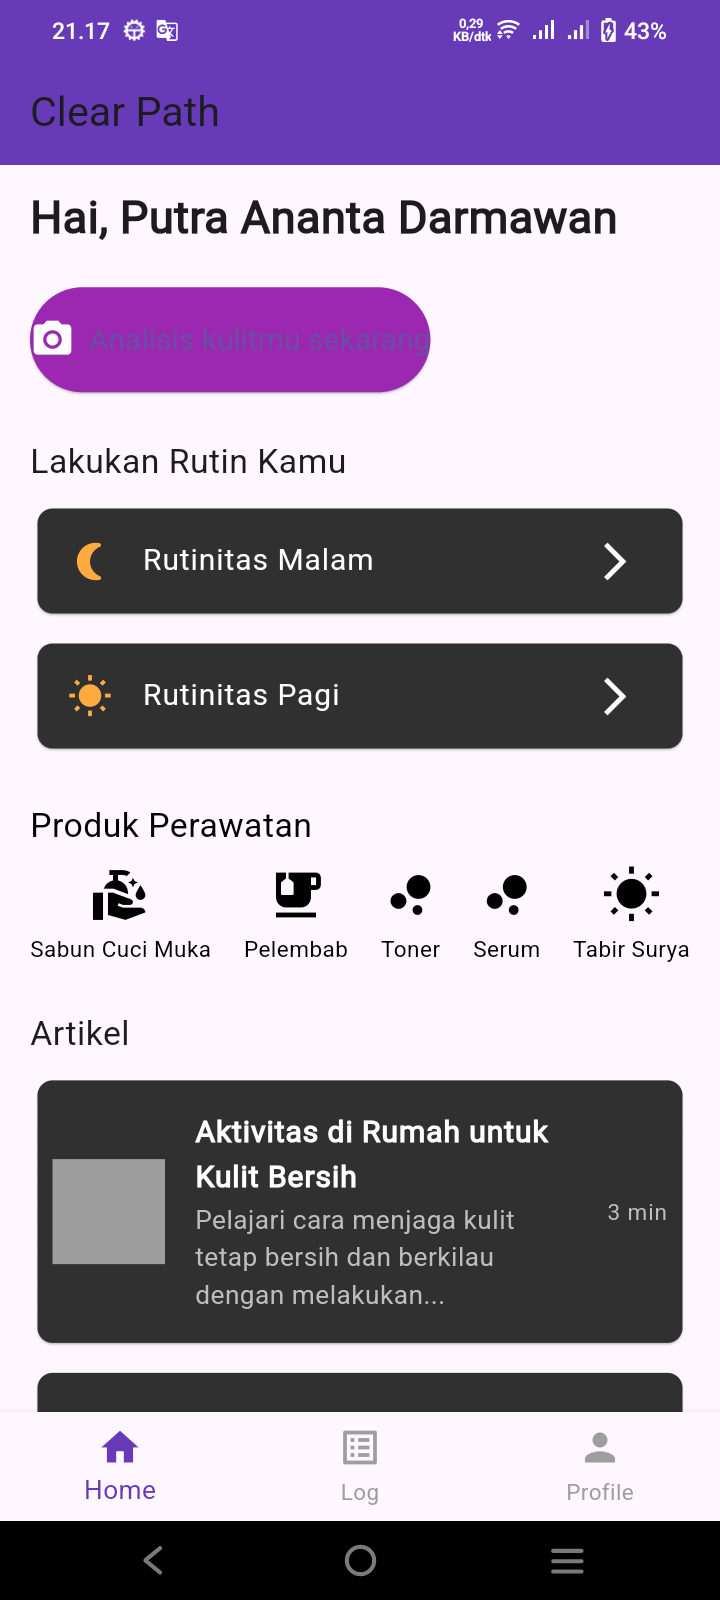 21.17
0,29
KB/dtk
43%
Clear Path
Hai, Putra Ananta Darmawan
Analisis kulitmu sekarang
Lakukan Rutin Kamu
Rutinitas Malam
Rutinitas Pagi
Produk Perawatan
Sabun Cuci Muka
Pelembab
Toner
Serum
Tabir Surya
Artikel
Aktivitas di Rumah untuk
Kulit Bersih
Pelajari cara menjaga kulit
tetap bersih dan berkilau
dengan melakukan...
3 min
Home
Log
Profile